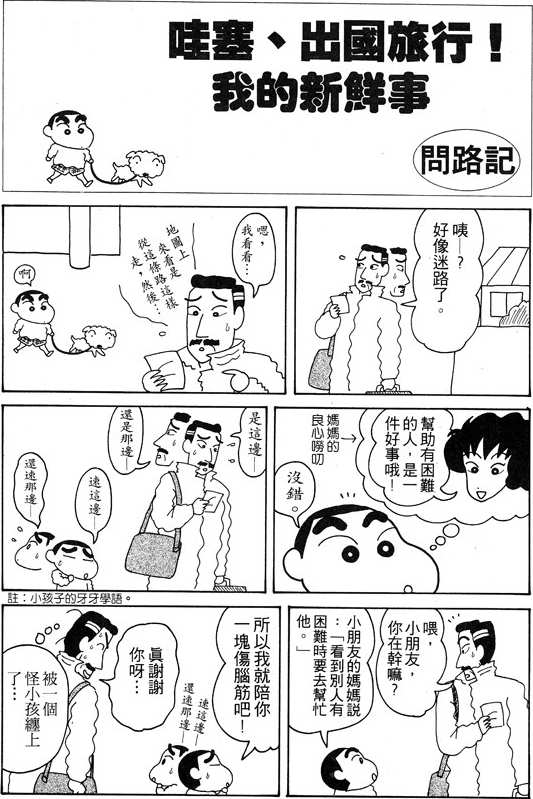 哇塞、出國旅行!
我的新鮮事
問路記
咦—?
好像迷路了。
嗯,
我看看…
地圖上
來看是
從這條路這樣
走,然後…
啊
幫助有困難
的人,是一
件好事哦!
媽媽的
良心嘮叨
沒錯。
是這邊—
還是那邊—
速這邊—
還速那邊—
註:小孩子的牙牙學語。
喂,
小朋友,
你在幹嘛?
小朋友的媽媽說
:「看到別人有
困難時要去幫忙
他。」
所以我就陪你
一塊傷腦筋吧!
速這邊—
還速那邊—
眞謝謝
你呀…
被一個
怪小孩纏上
了…